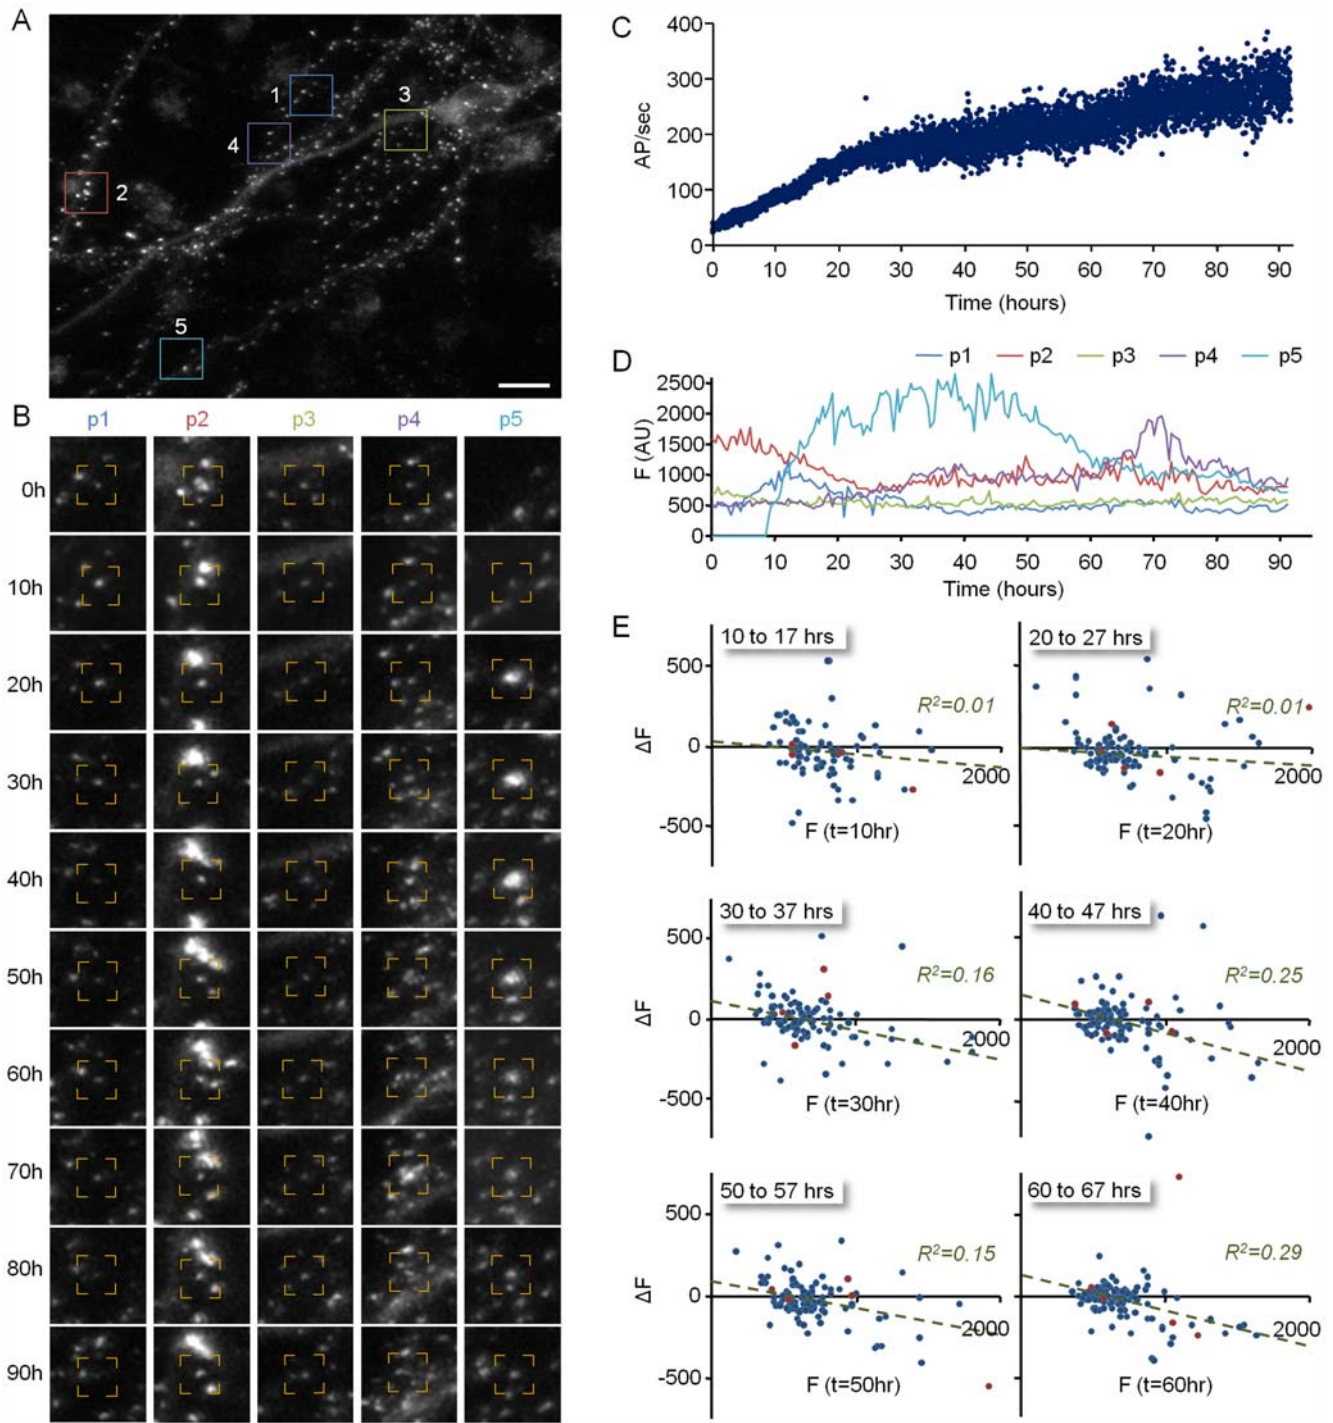 A
1
3
4
2
5
B
p1 p2 p3 p4 p5
0h
10h
20h
30h
40h
50h
60h
70h
80h
90h
C
400
300
200
100
0
AP/sec
0 10 20 30 40 50 60 70 80 90
Time (hours)
D
p1 p2 p3 p4 p5
2500
2000
1500
1000
500
0
F (AU)
0 10 20 30 40 50 60 70 80 90
Time (hours)
E
10 to 17 hrs
500
0
-500
ΔF
R²=0.01
2000
F (t=10hr)
20 to 27 hrs
R²=0.01
2000
F (t=20hr)
30 to 37 hrs
500
0
-500
ΔF
R²=0.16
2000
F (t=30hr)
40 to 47 hrs
R²=0.25
2000
F (t=40hr)
50 to 57 hrs
500
0
-500
ΔF
R²=0.15
2000
F (t=50hr)
60 to 67 hrs
R²=0.29
2000
F (t=60hr)